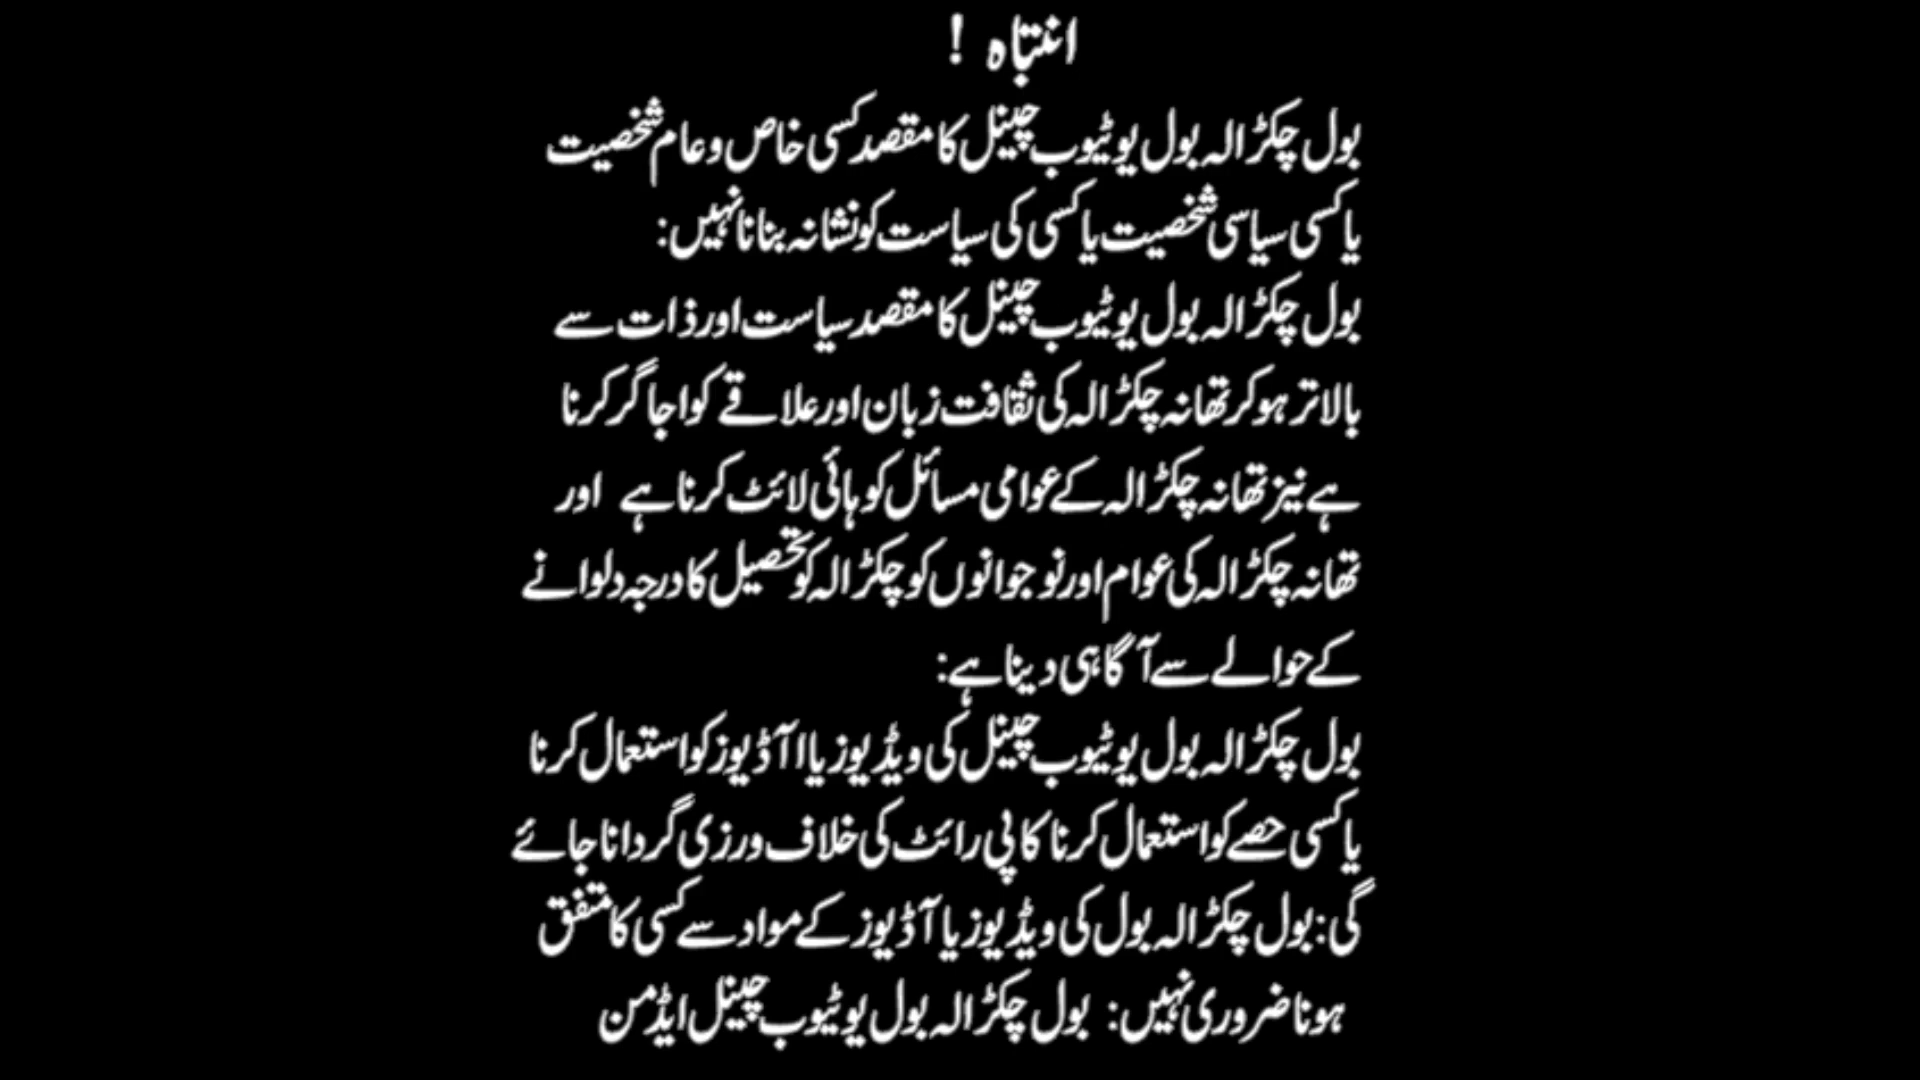 انتباہ !
بول چکڑالہ بول یوٹیوب چینل کا مقصد کسی خاص و عام شخصیت
یا کسی سیاسی شخصیت یا کسی کی سیاست کو نشانہ بنانا نہیں:
بول چکڑالہ بول یوٹیوب چینل کا مقصد سیاست اور ذات سے
بالاتر ہو کر تھانہ چکڑالہ کی ثقافت زبان اور علاقے کو اجاگر کرنا
ہے نیز تھانہ چکڑالہ کے عوامی مسائل کو ہائی لائٹ کرنا ہے اور
تھانہ چکڑالہ کی عوام اور نوجوانوں کو چکڑالہ کو تحصیل کا درجہ دلوانے
کے حوالے سے آگاہی دینا ہے:
بول چکڑالہ بول یوٹیوب چینل کی ویڈیوز یا اآڈیوز کو استعمال کرنا
یا کسی حصے کو استعمال کرنا کاپی رائٹ کی خلاف ورزی گردانا جائے
گی: بول چکڑالہ بول کی ویڈیوز یا آڈیوز کے مواد سے کسی کا متفق
ہونا ضروری نہیں: بول چکڑالہ بول یوٹیوب چینل ایڈمن